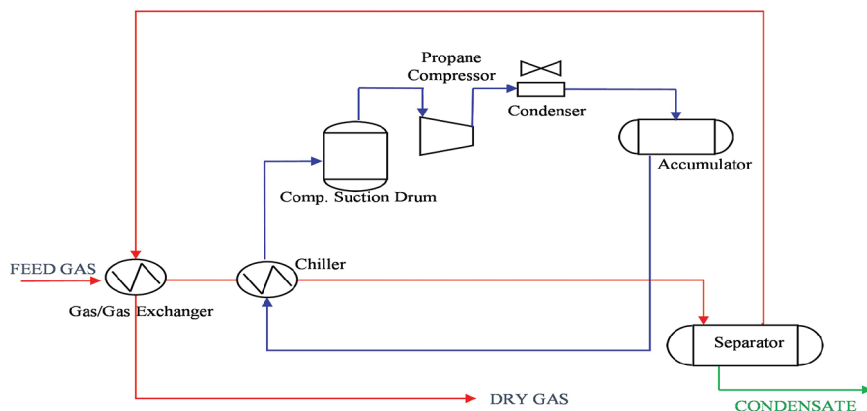 Propane
Compressor
Condenser
Accumulator
Comp. Suction Drum
Chiller
FEED GAS
Gas/Gas Exchanger
Separator
DRY GAS
CONDENSATE